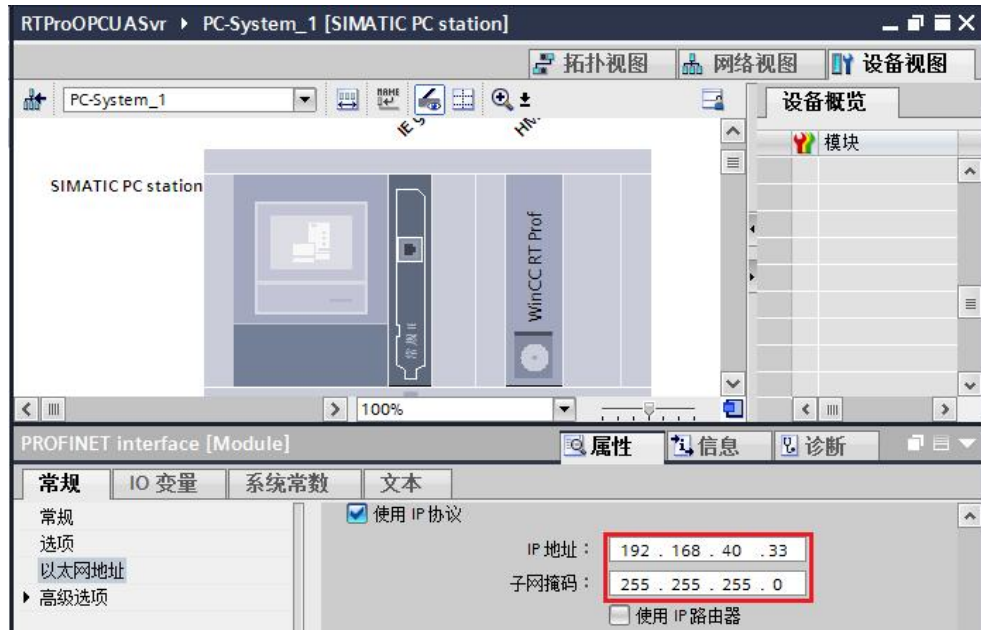 RTProOPCUASvr ▸ PC-System_1 [SIMATIC PC station]
拓扑视图 网络视图 设备视图
PC-System_1 设备概览
模块
SIMATIC PC station
WinCC RT Prof
常规 IE
100%
PROFINET interface [Module] 属性 信息 诊断
常规 IO 变量 系统常数 文本
常规
选项
以太网地址
高级选项
使用 IP 协议
IP 地址：192 . 168 . 40 . 33
子网掩码：255 . 255 . 255 . 0
使用 IP 路由器